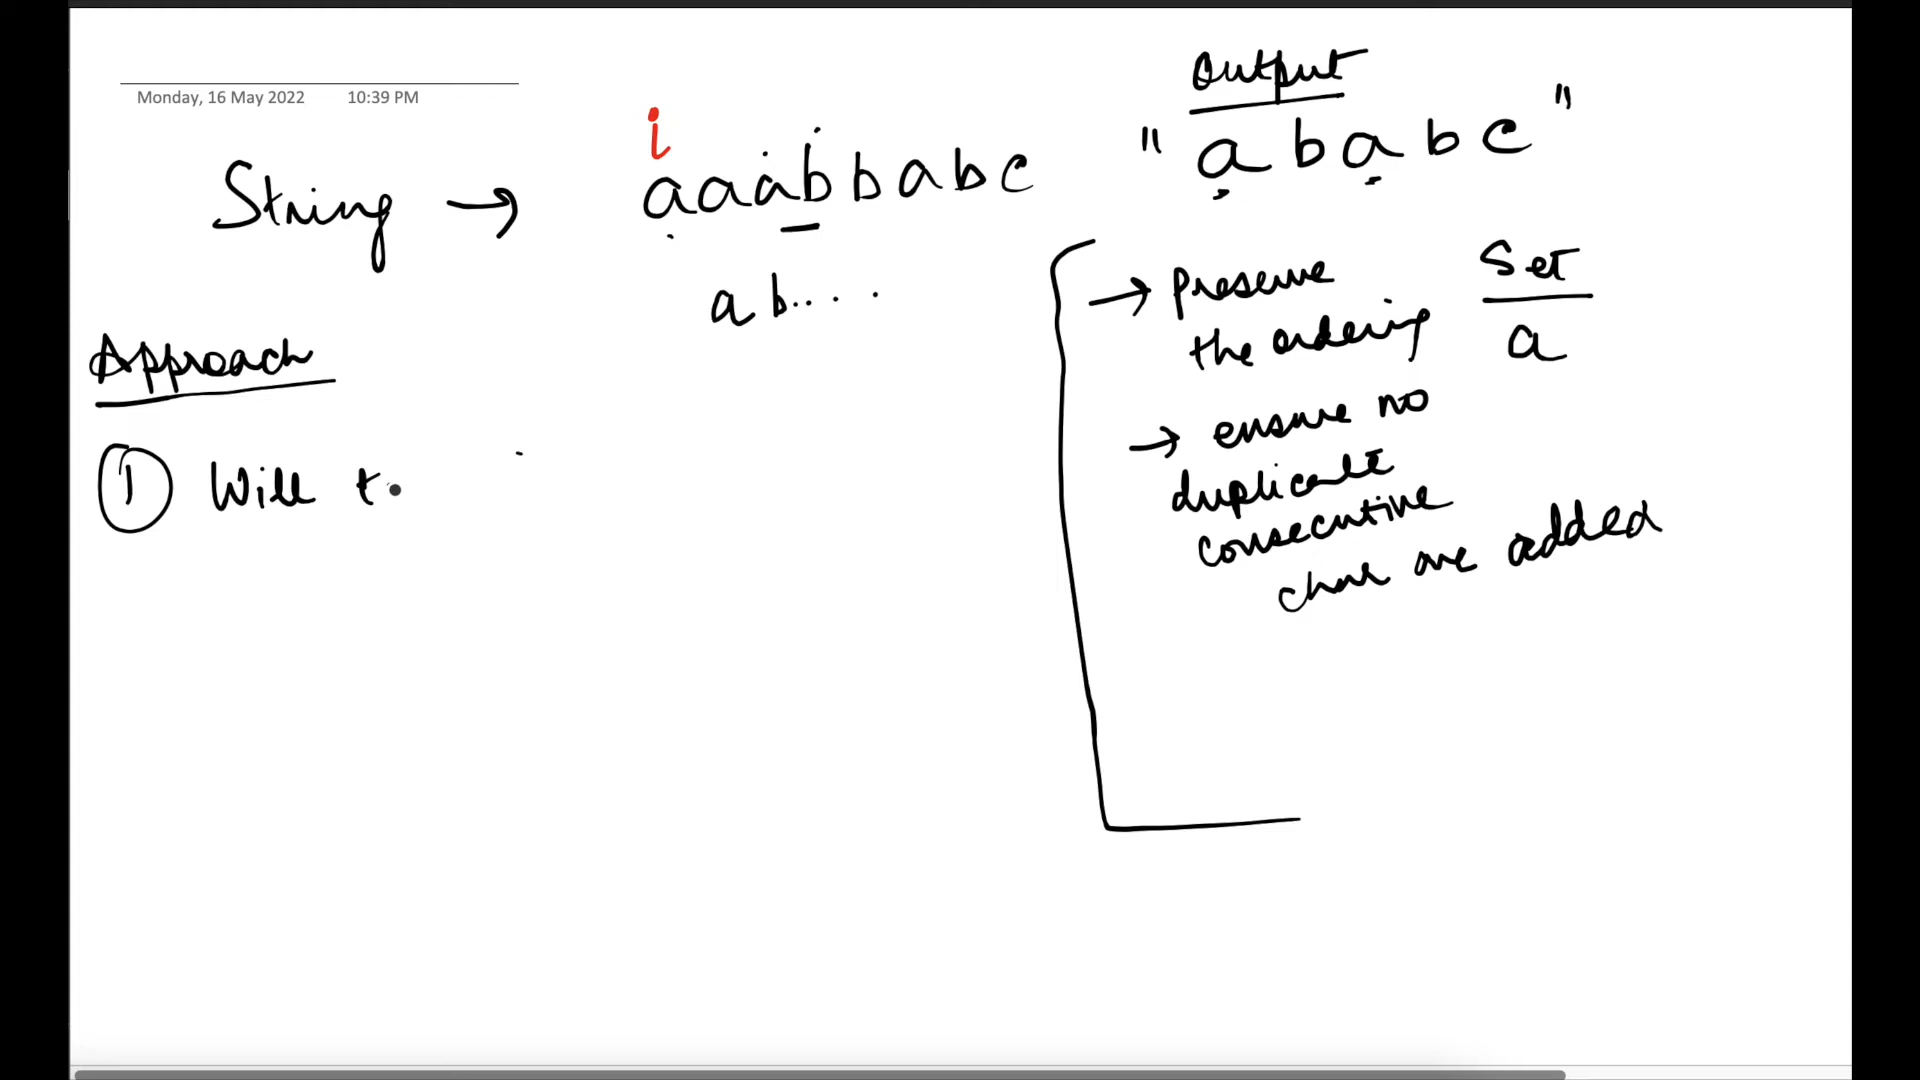 Monday, 16 May 2022 10:39 PM
Output
i
String → aaabbabc "ababc"
ab....
→ Preserve
the ordering
Set
a
Approach
→ ensure no
duplicate
consecutive
char are added
① Will t